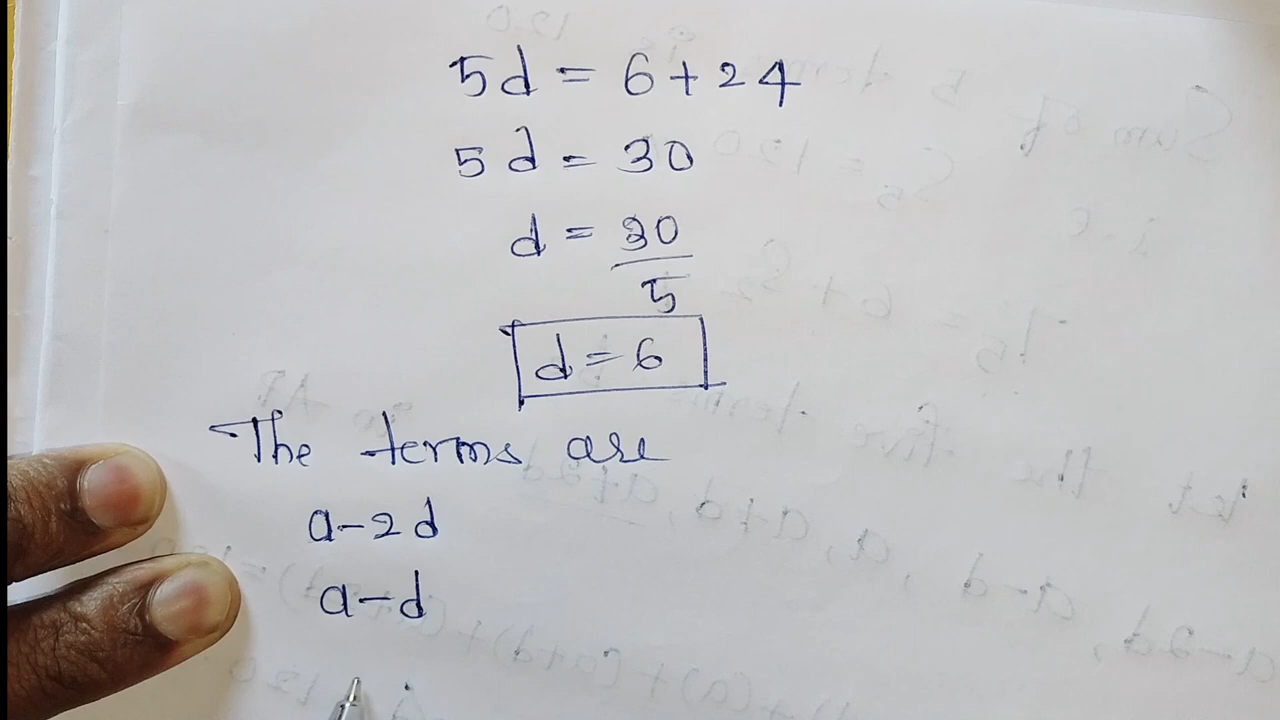 5d = 6+24
5d = 30
d = 30/5
d = 6
The terms are
a-2d
a-d